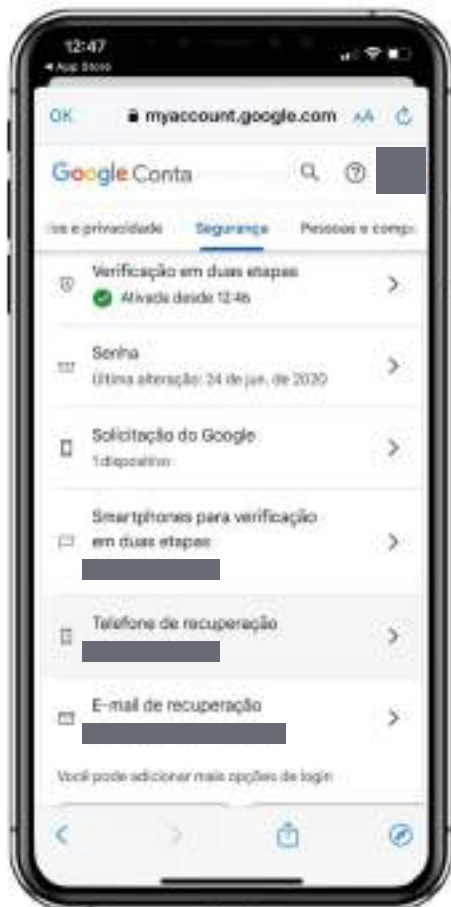 12:47
◀ App Store
OK myaccount.google.com AA
Google Conta
os e privacidade Segurança Pessoas e comp
Verificação em duas etapas
Ativada desde 12:46
Senha
Última alteração: 24 de jun. de 2020
Solicitação do Google
1 dispositivo
Smartphones para verificação
em duas etapas
Telefone de recuperação
E-mail de recuperação
Você pode adicionar mais opções de login